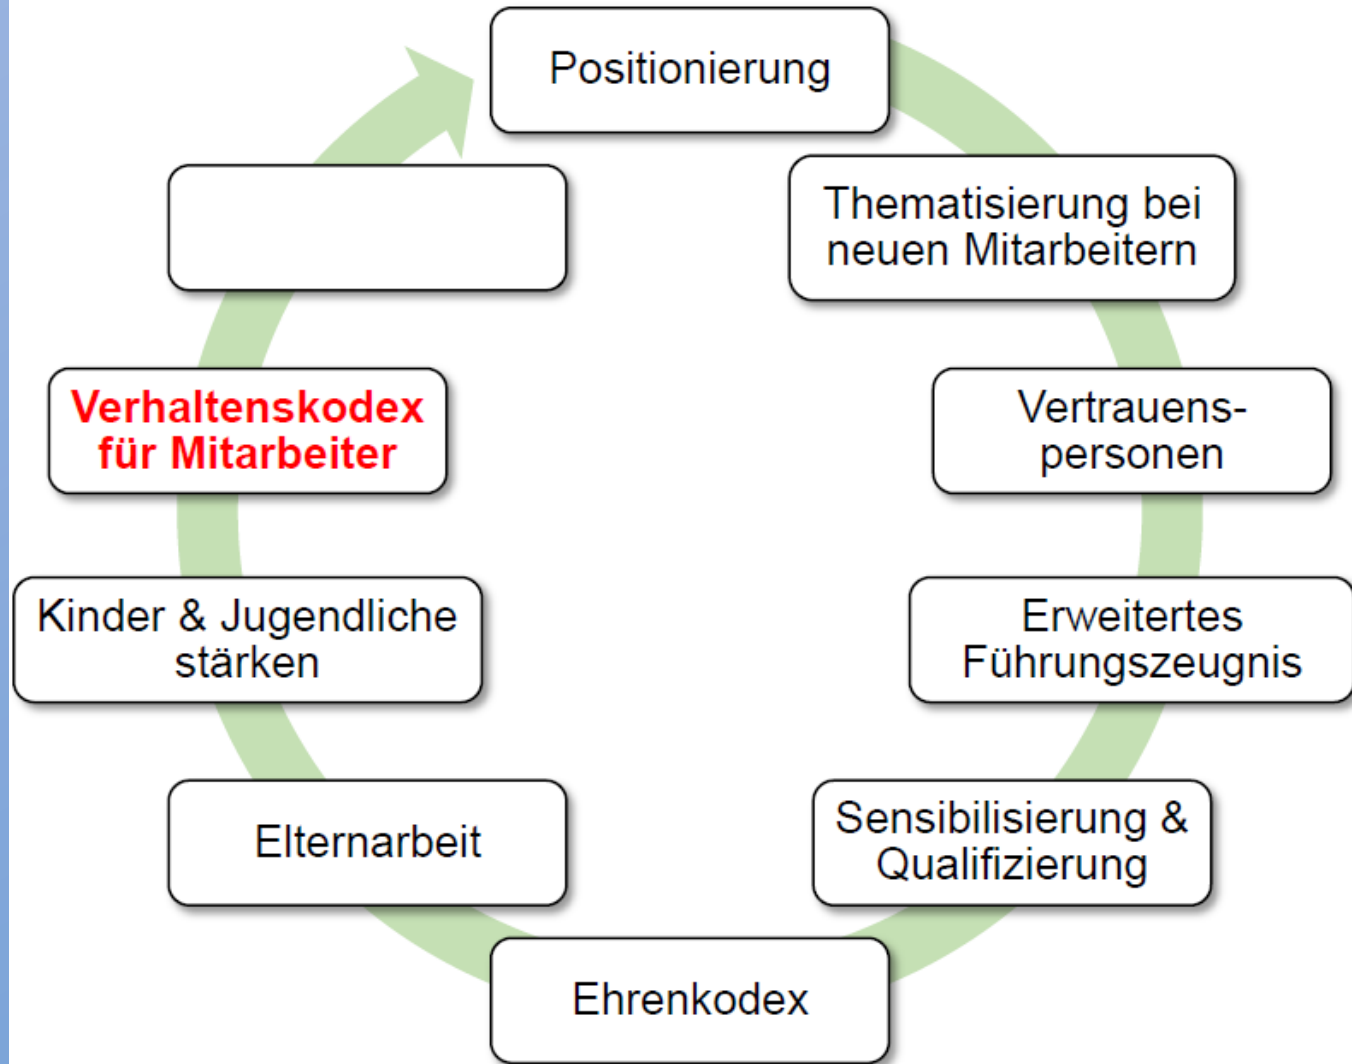 Positionierung
Thematisierung bei
neuen Mitarbeitern
Vertrauens-
personen
Erweitertes
Führungszeugnis
Sensibilisierung &
Qualifizierung
Ehrenkodex
Elternarbeit
Kinder & Jugendliche
stärken
Verhaltenskodex
für Mitarbeiter